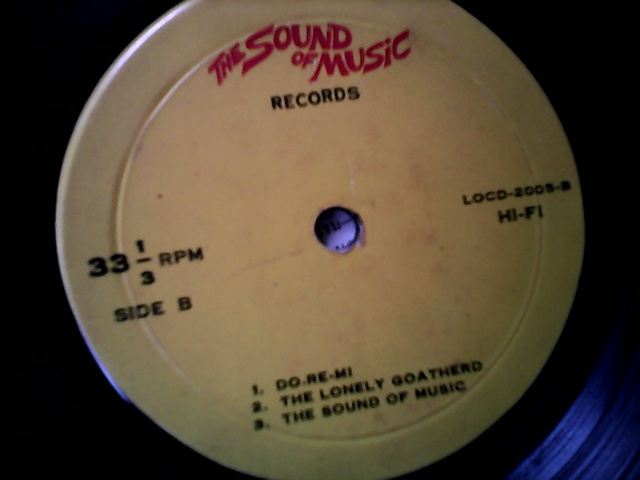 THE SOUND OF MUSIC
RECORDS
LOCD-2005-B
HI-FI
33 1/3 RPM
SIDE B
1. DO.RE-MI
2. THE LONELY GOATHERD
3. THE SOUND OF MUSIC